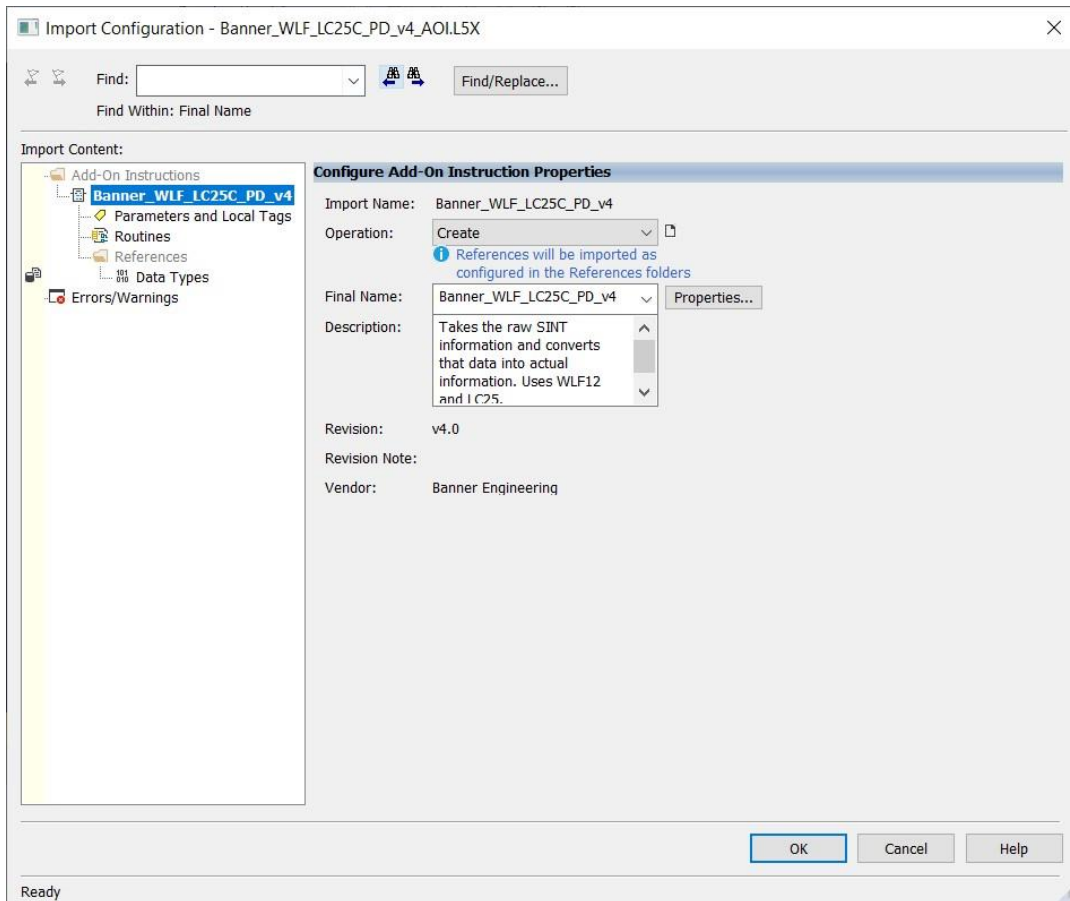 Import Configuration - Banner_WLF_LC25C_PD_v4_AOI.L5X
Find:
Find/Replace...
Find Within: Final Name
Import Content:
Add-On Instructions
Banner_WLF_LC25C_PD_v4
Parameters and Local Tags
Routines
References
Data Types
Errors/Warnings
Configure Add-On Instruction Properties
Import Name: Banner_WLF_LC25C_PD_v4
Operation: Create
References will be imported as
configured in the References folders
Final Name: Banner_WLF_LC25C_PD_v4 Properties...
Description: Takes the raw SINT
information and converts
that data into actual
information. Uses WLF12
and LC25.
Revision: v4.0
Revision Note:
Vendor: Banner Engineering
OK Cancel Help
Ready